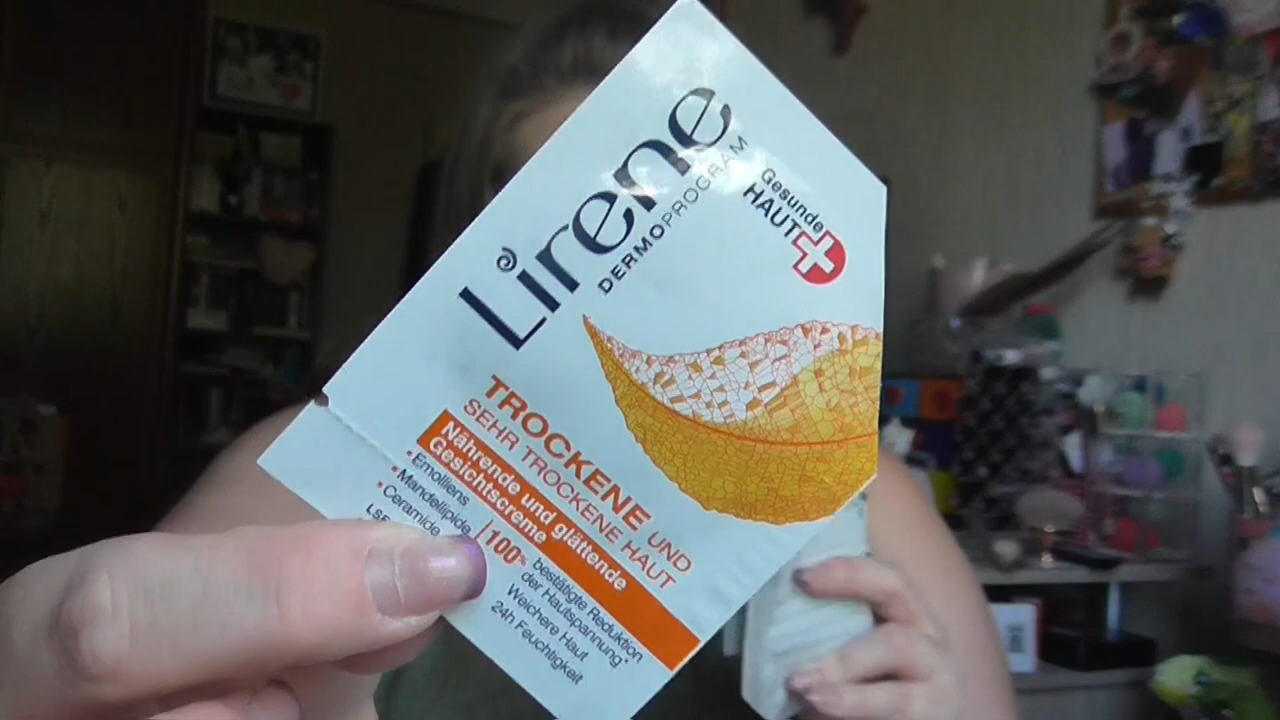 Lirene
DERMOPROGRAM
Gesunde
HAUT
TROCKENE UND
SEHR TROCKENE HAUT
Nährende und glättende
Gesichtscreme
• Emolliens
• Mandellipide
• Ceramide
100%
bestätigte Reduktion
der Hautspannung*
Weichere Haut
24h Feuchtigkeit